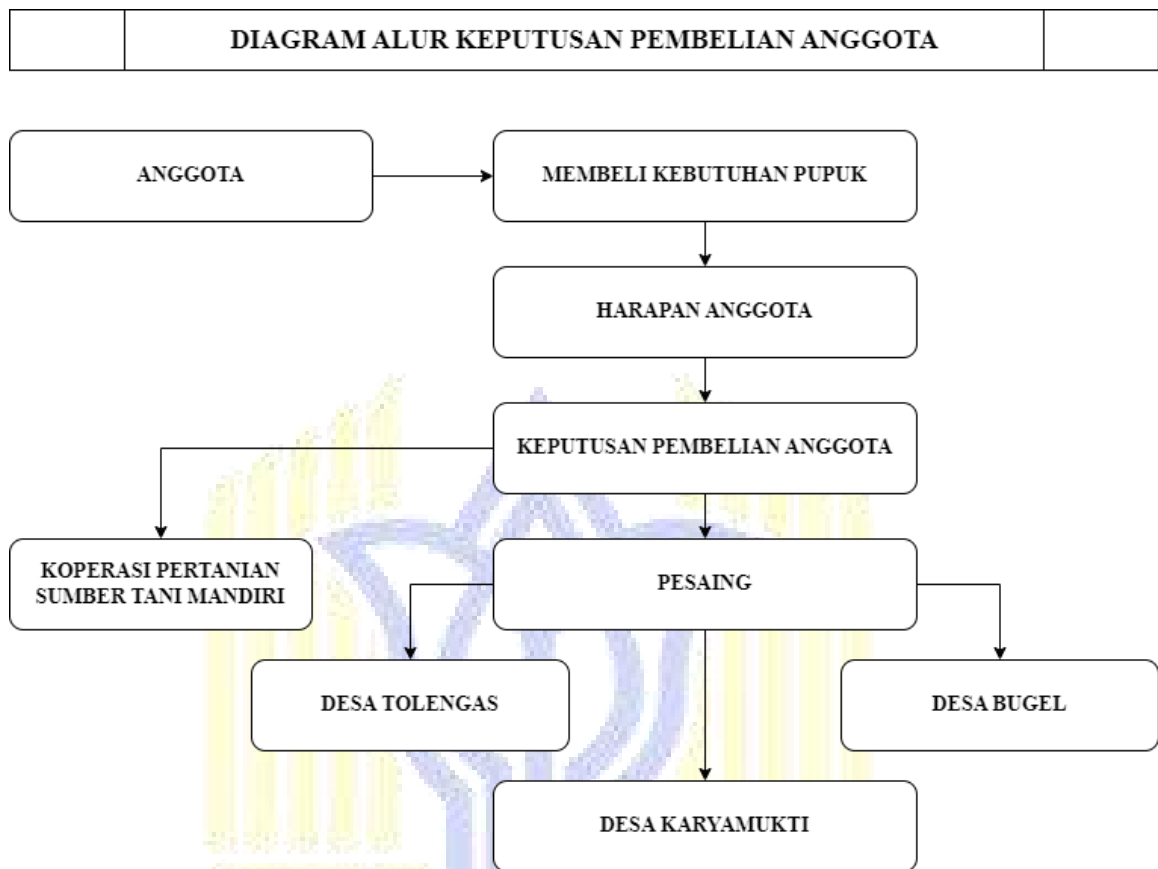 DIAGRAM ALUR KEPUTUSAN PEMBELIAN ANGGOTA
ANGGOTA
MEMBELI KEBUTUHAN PUPUK
HARAPAN ANGGOTA
KEPUTUSAN PEMBELIAN ANGGOTA
KOPERASI PERTANIAN
SUMBER TANI MANDIRI
PESAING
DESA TOLENGAS
DESA BUGEL
DESA KARYAMUKTI